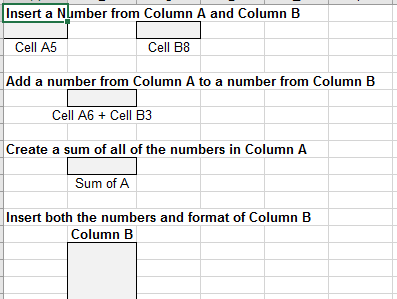 Insert a Number from Column A and Column B
Cell A5 Cell B8
Add a number from Column A to a number from Column B
Cell A6 + Cell B3
Create a sum of all of the numbers in Column A
Sum of A
Insert both the numbers and format of Column B
Column B